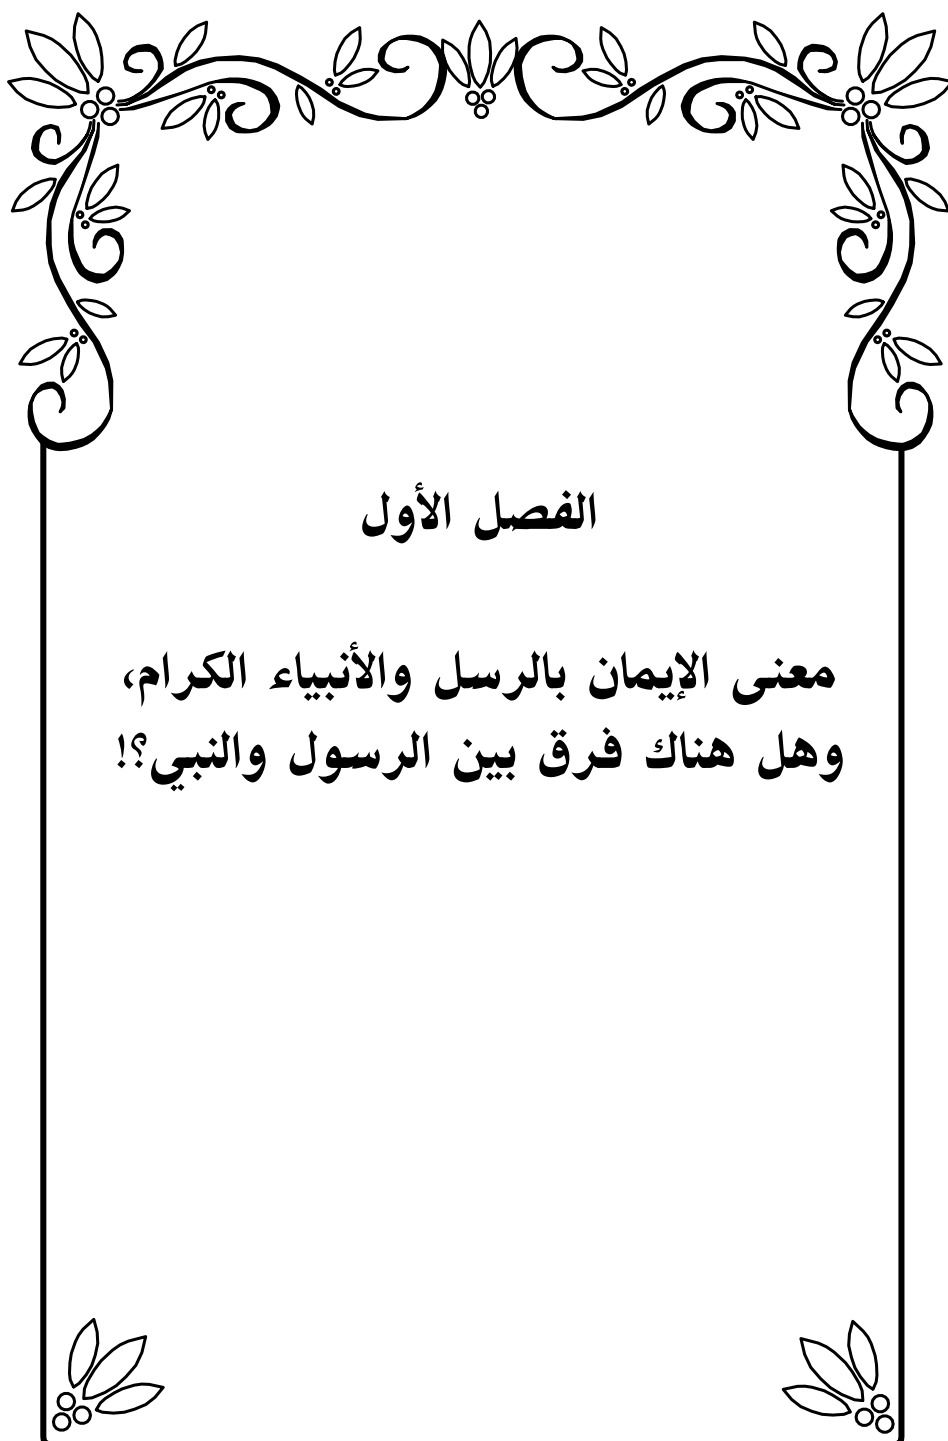 الفصل الأول
معنى الإيمان بالرسل والأنبياء الكرام،
وهل هناك فرق بين الرسول والنبي؟!